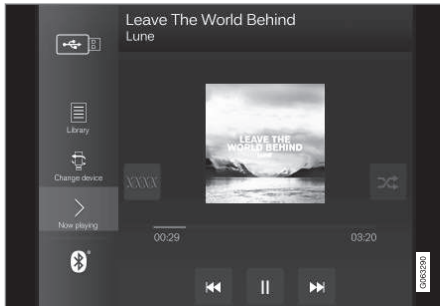 Leave The World Behind
Lune
Library
Change device
Now playing
LEAVE THE
WORLD BEHIND
LUNE
XXXX
00:29
03:20
G063290